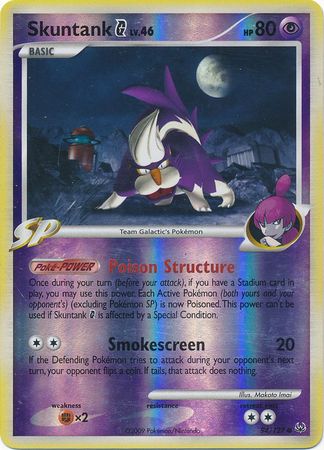 Skuntank G LV.46 HP 80
BASIC
Team Galactic's Pokémon
SP
Poké-POWER Poison Structure
Once during your turn (before your attack), if you have a Stadium card in
play, you may use this power. Each Active Pokémon (both yours and your
opponent's) (excluding Pokémon SP) is now Poisoned. This power can't be
used if Skuntank G is affected by a Special Condition.
Smokescreen 20
If the Defending Pokémon tries to attack during your opponent's next
turn, your opponent flips a coin. If tails, that attack does nothing.
Illus. Makoto Imai
weakness resistance retreat cost
×2
©2009 Pokémon/Nintendo 94/127